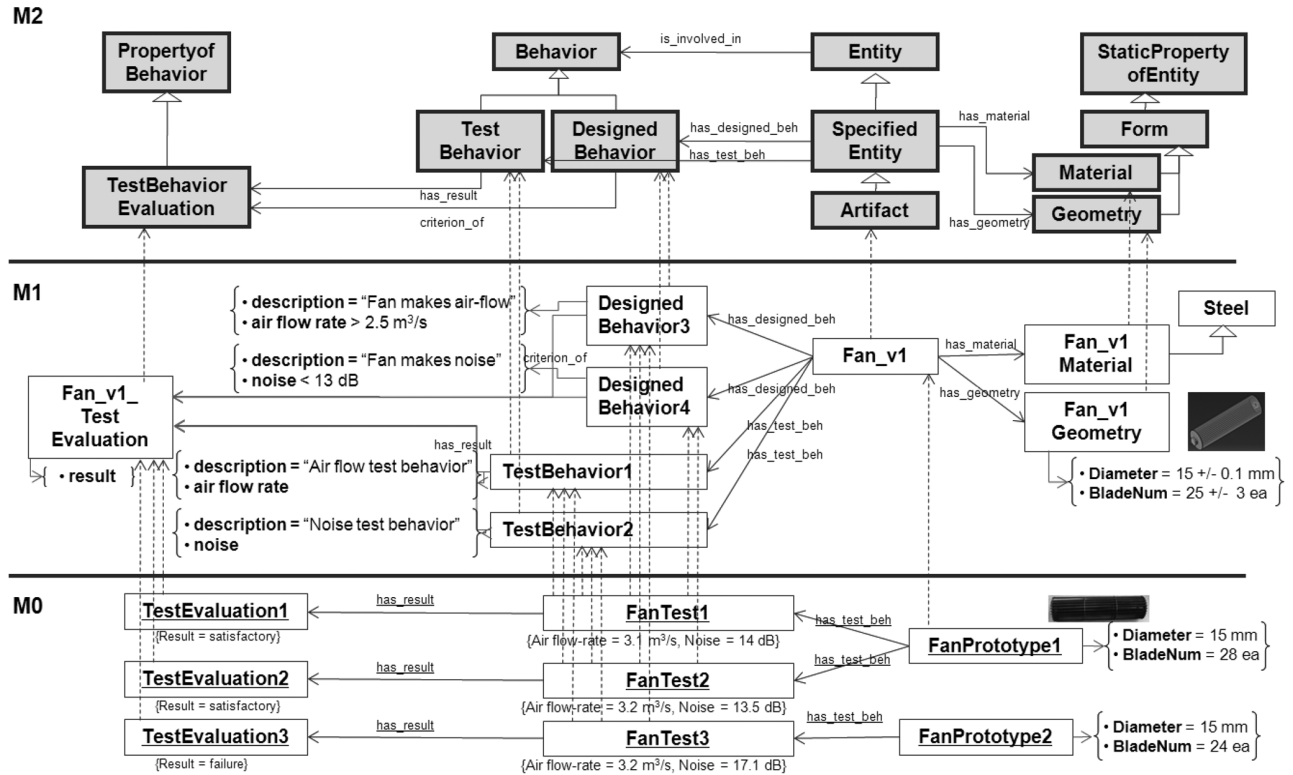 M2
Propertyof
Behavior
Behavior
is_involved_in
Entity
StaticProperty
ofEntity
Test
Behavior
Designed
Behavior
has_designed_beh
has_test_beh
Specified
Entity
has_material
Form
Material
TestBehavior
Evaluation
has_result
criterion_of
Artifact
has_geometry
Geometry
M1
• description = “Fan makes air-flow”
• air flow rate > 2.5 m³/s
Designed
Behavior3
has_designed_beh
Steel
• description = “Fan makes noise”
• noise < 13 dB
criterion_of
Fan_v1
has_material
Fan_v1
Material
Fan_v1_
Test
Evaluation
Designed
Behavior4
has_designed_beh
has_geometry
Fan_v1
Geometry
has_test_beh
has_result
has_test_beh
• result
• description = “Air flow test behavior”
• air flow rate
TestBehavior1
• Diameter = 15 +/- 0.1 mm
• BladeNum = 25 +/- 3 ea
• description = “Noise test behavior”
• noise
TestBehavior2
M0
TestEvaluation1
has_result
FanTest1
{Result = satisfactory}
{Air flow-rate = 3.1 m³/s, Noise = 14 dB}
has_test_beh
FanPrototype1
• Diameter = 15 mm
• BladeNum = 28 ea
TestEvaluation2
has_result
FanTest2
has_test_beh
{Result = satisfactory}
{Air flow-rate = 3.2 m³/s, Noise = 13.5 dB}
TestEvaluation3
has_result
FanTest3
has_test_beh
FanPrototype2
• Diameter = 15 mm
• BladeNum = 24 ea
{Result = failure}
{Air flow-rate = 3.2 m³/s, Noise = 17.1 dB}